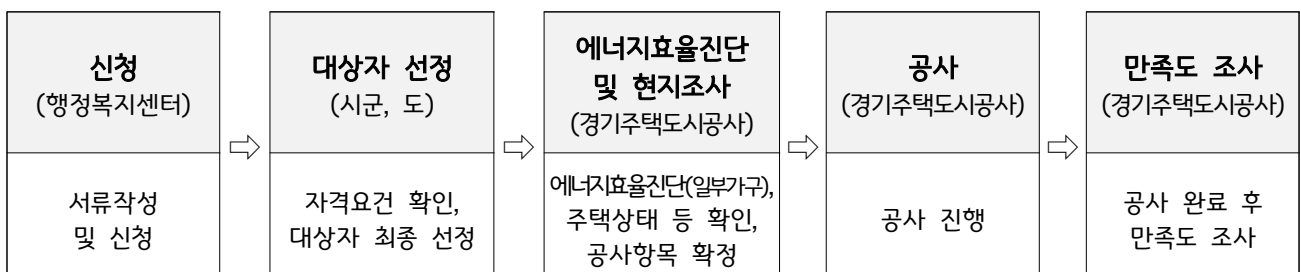 신청
(행정복지센터)
서류작성
및 신청
⇨
대상자 선정
(시군, 도)
자격요건 확인,
대상자 최종 선정
⇨
에너지효율진단
및 현지조사
(경기주택도시공사)
에너지효율진단(일부가구),
주택상태 등 확인,
공사항목 확정
⇨
공사
(경기주택도시공사)
공사 진행
⇨
만족도 조사
(경기주택도시공사)
공사 완료 후
만족도 조사